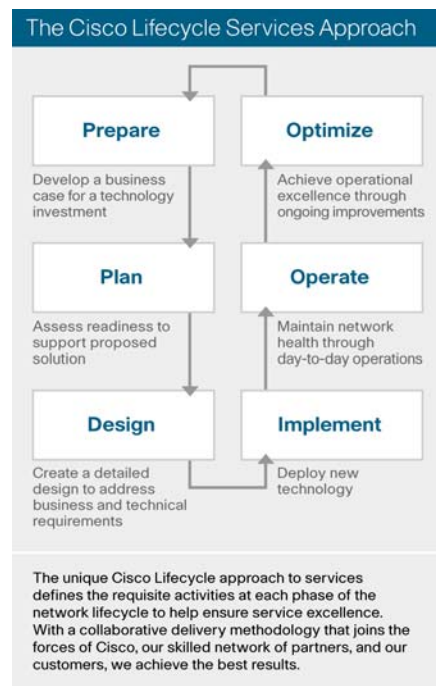 The Cisco Lifecycle Services Approach
Prepare
Develop a business
case for a technology
investment
Plan
Assess readiness to
support proposed
solution
Design
Create a detailed
design to address
business and technical
requirements
Implement
Deploy new
technology
Operate
Maintain network
health through
day-to-day operations
Optimize
Achieve operational
excellence through
ongoing improvements
The unique Cisco Lifecycle approach to services
defines the requisite activities at each phase of the
network lifecycle to help ensure service excellence.
With a collaborative delivery methodology that joins the
forces of Cisco, our skilled network of partners, and our
customers, we achieve the best results.